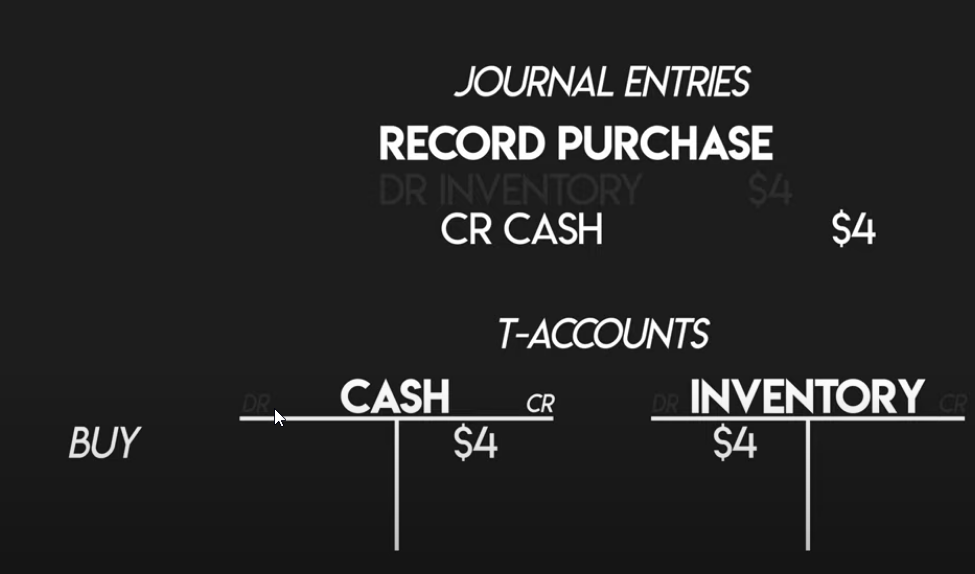 JOURNAL ENTRIES
RECORD PURCHASE
DR INVENTORY $4
CR CASH $4
T-ACCOUNTS
DR CASH CR DR INVENTORY CR
BUY $4 $4